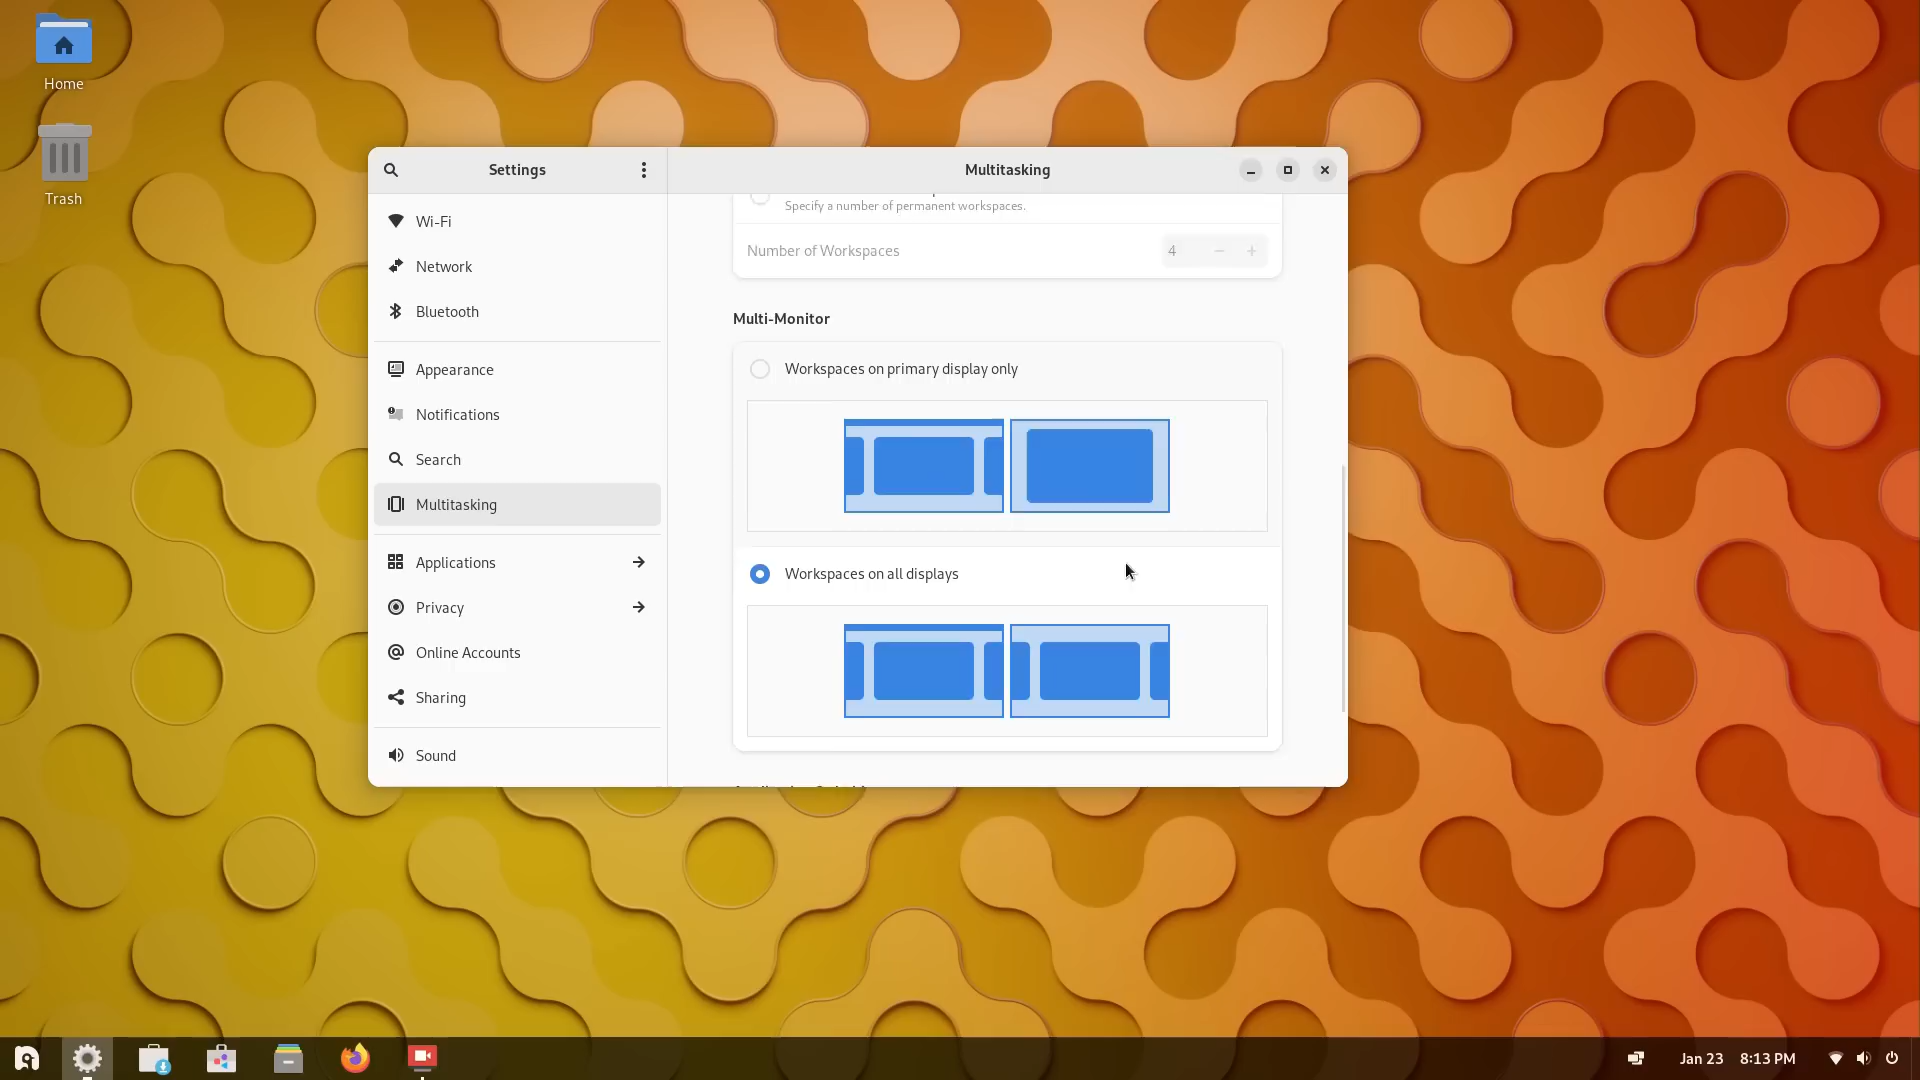 Home
Trash
Settings
Multitasking
Wi-Fi
Network
Bluetooth
Appearance
Notifications
Search
Multitasking
Applications
Privacy
Online Accounts
Sharing
Sound
Specify a number of permanent workspaces.
Number of Workspaces 4
Multi-Monitor
Workspaces on primary display only
Workspaces on all displays
Jan 23 8:13 PM